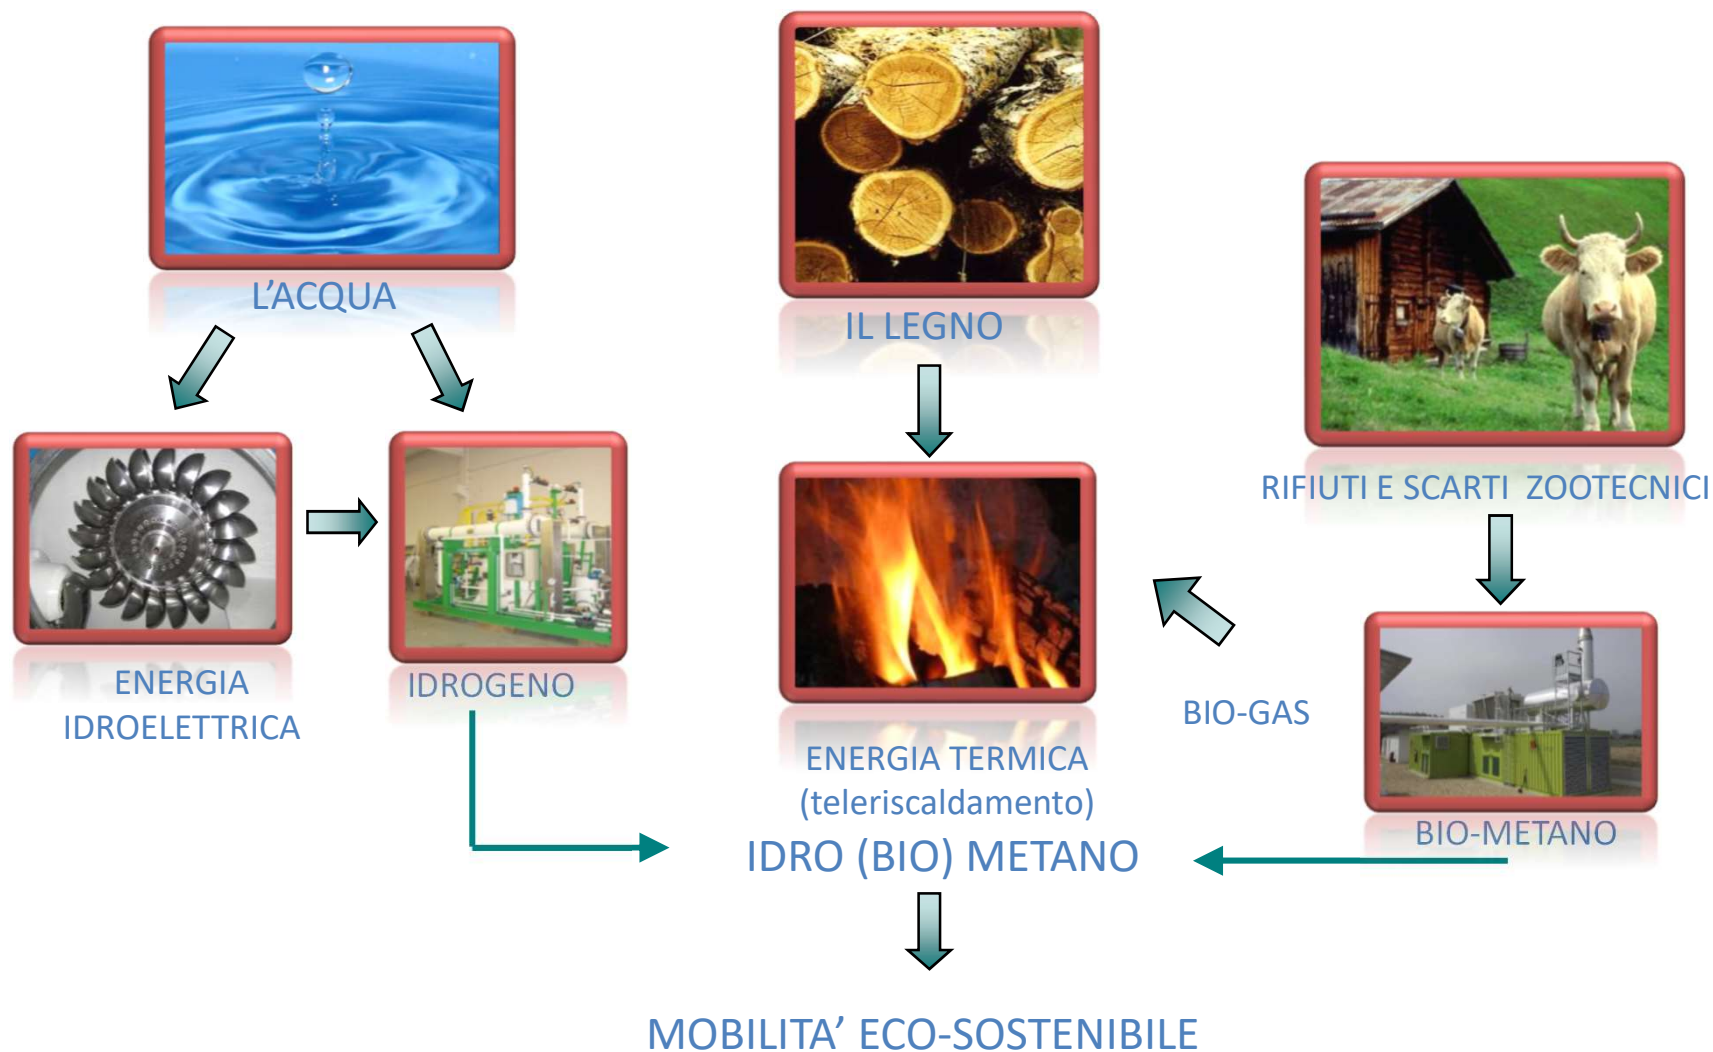 L’ACQUA
IL LEGNO
RIFIUTI E SCARTI ZOOTECNICI
ENERGIA
IDROELETTRICA
IDROGENO
BIO-GAS
ENERGIA TERMICA
(teleriscaldamento)
BIO-METANO
IDRO (BIO) METANO
MOBILITA’ ECO-SOSTENIBILE